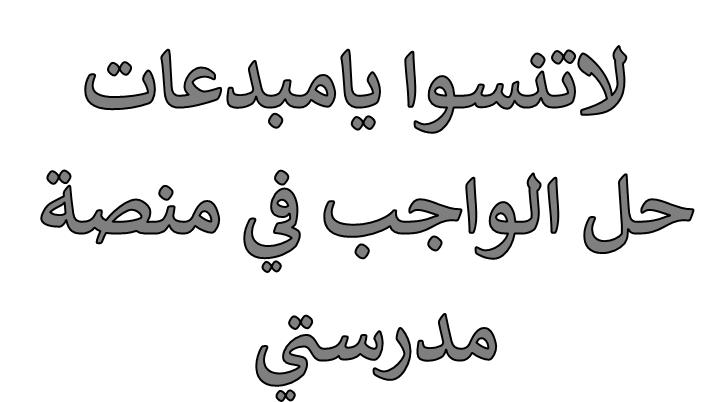 لاتنسوا يامبدعات
حل الواجب في منصة
مدرستي